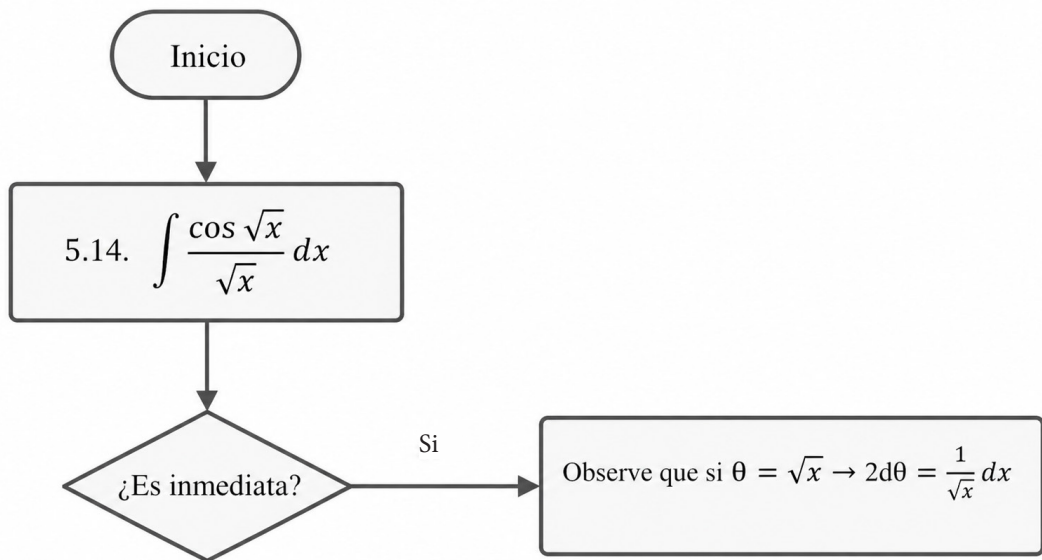 Inicio
5.14. ∫ cos √x / √x dx
¿Es inmediata?
Si
Observe que si θ = √x → 2dθ = 1/√x dx